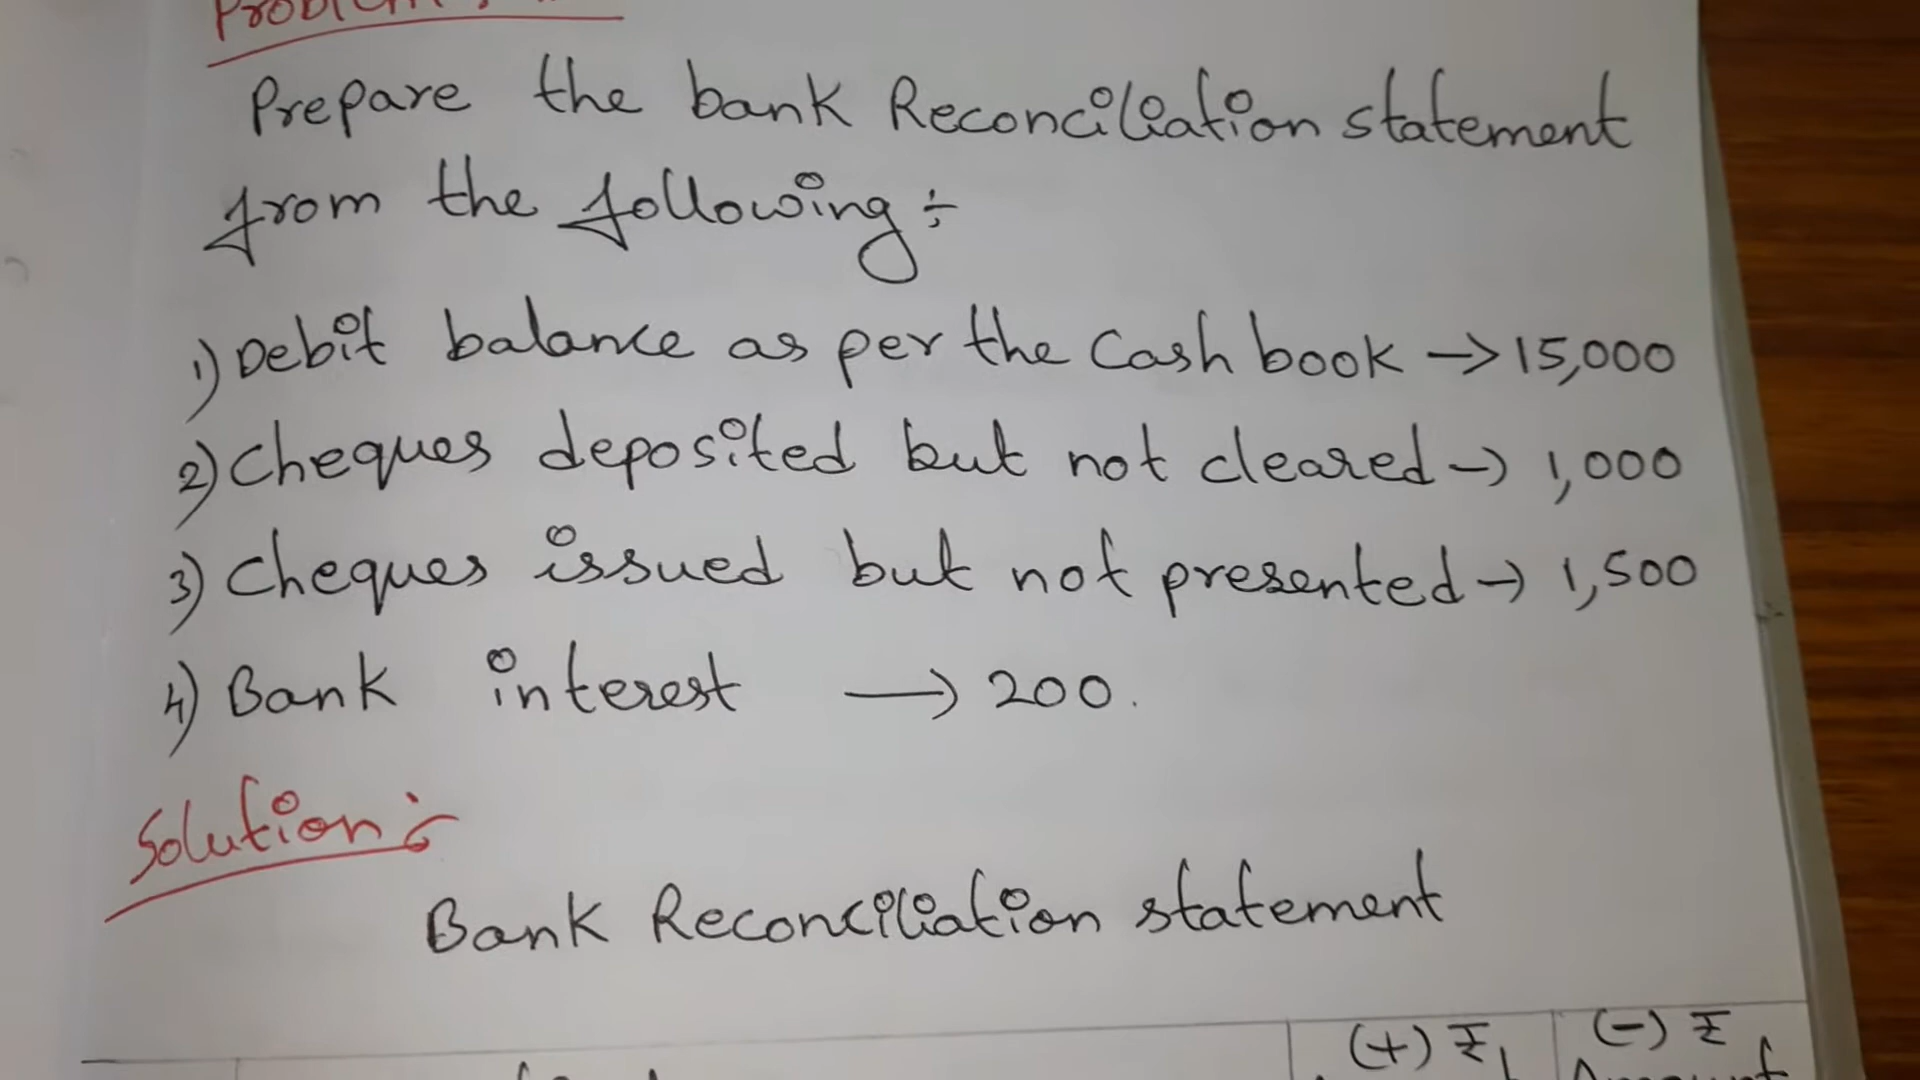 Problem
Prepare the bank Reconciliation statement
from the following:-
1) Debit balance as per the Cash book → 15,000
2) Cheques deposited but not cleared → 1,000
3) Cheques issued but not presented → 1,500
4) Bank interest → 200.
Solution:-
Bank Reconciliation statement
(+) ₹ (-) ₹
Amount